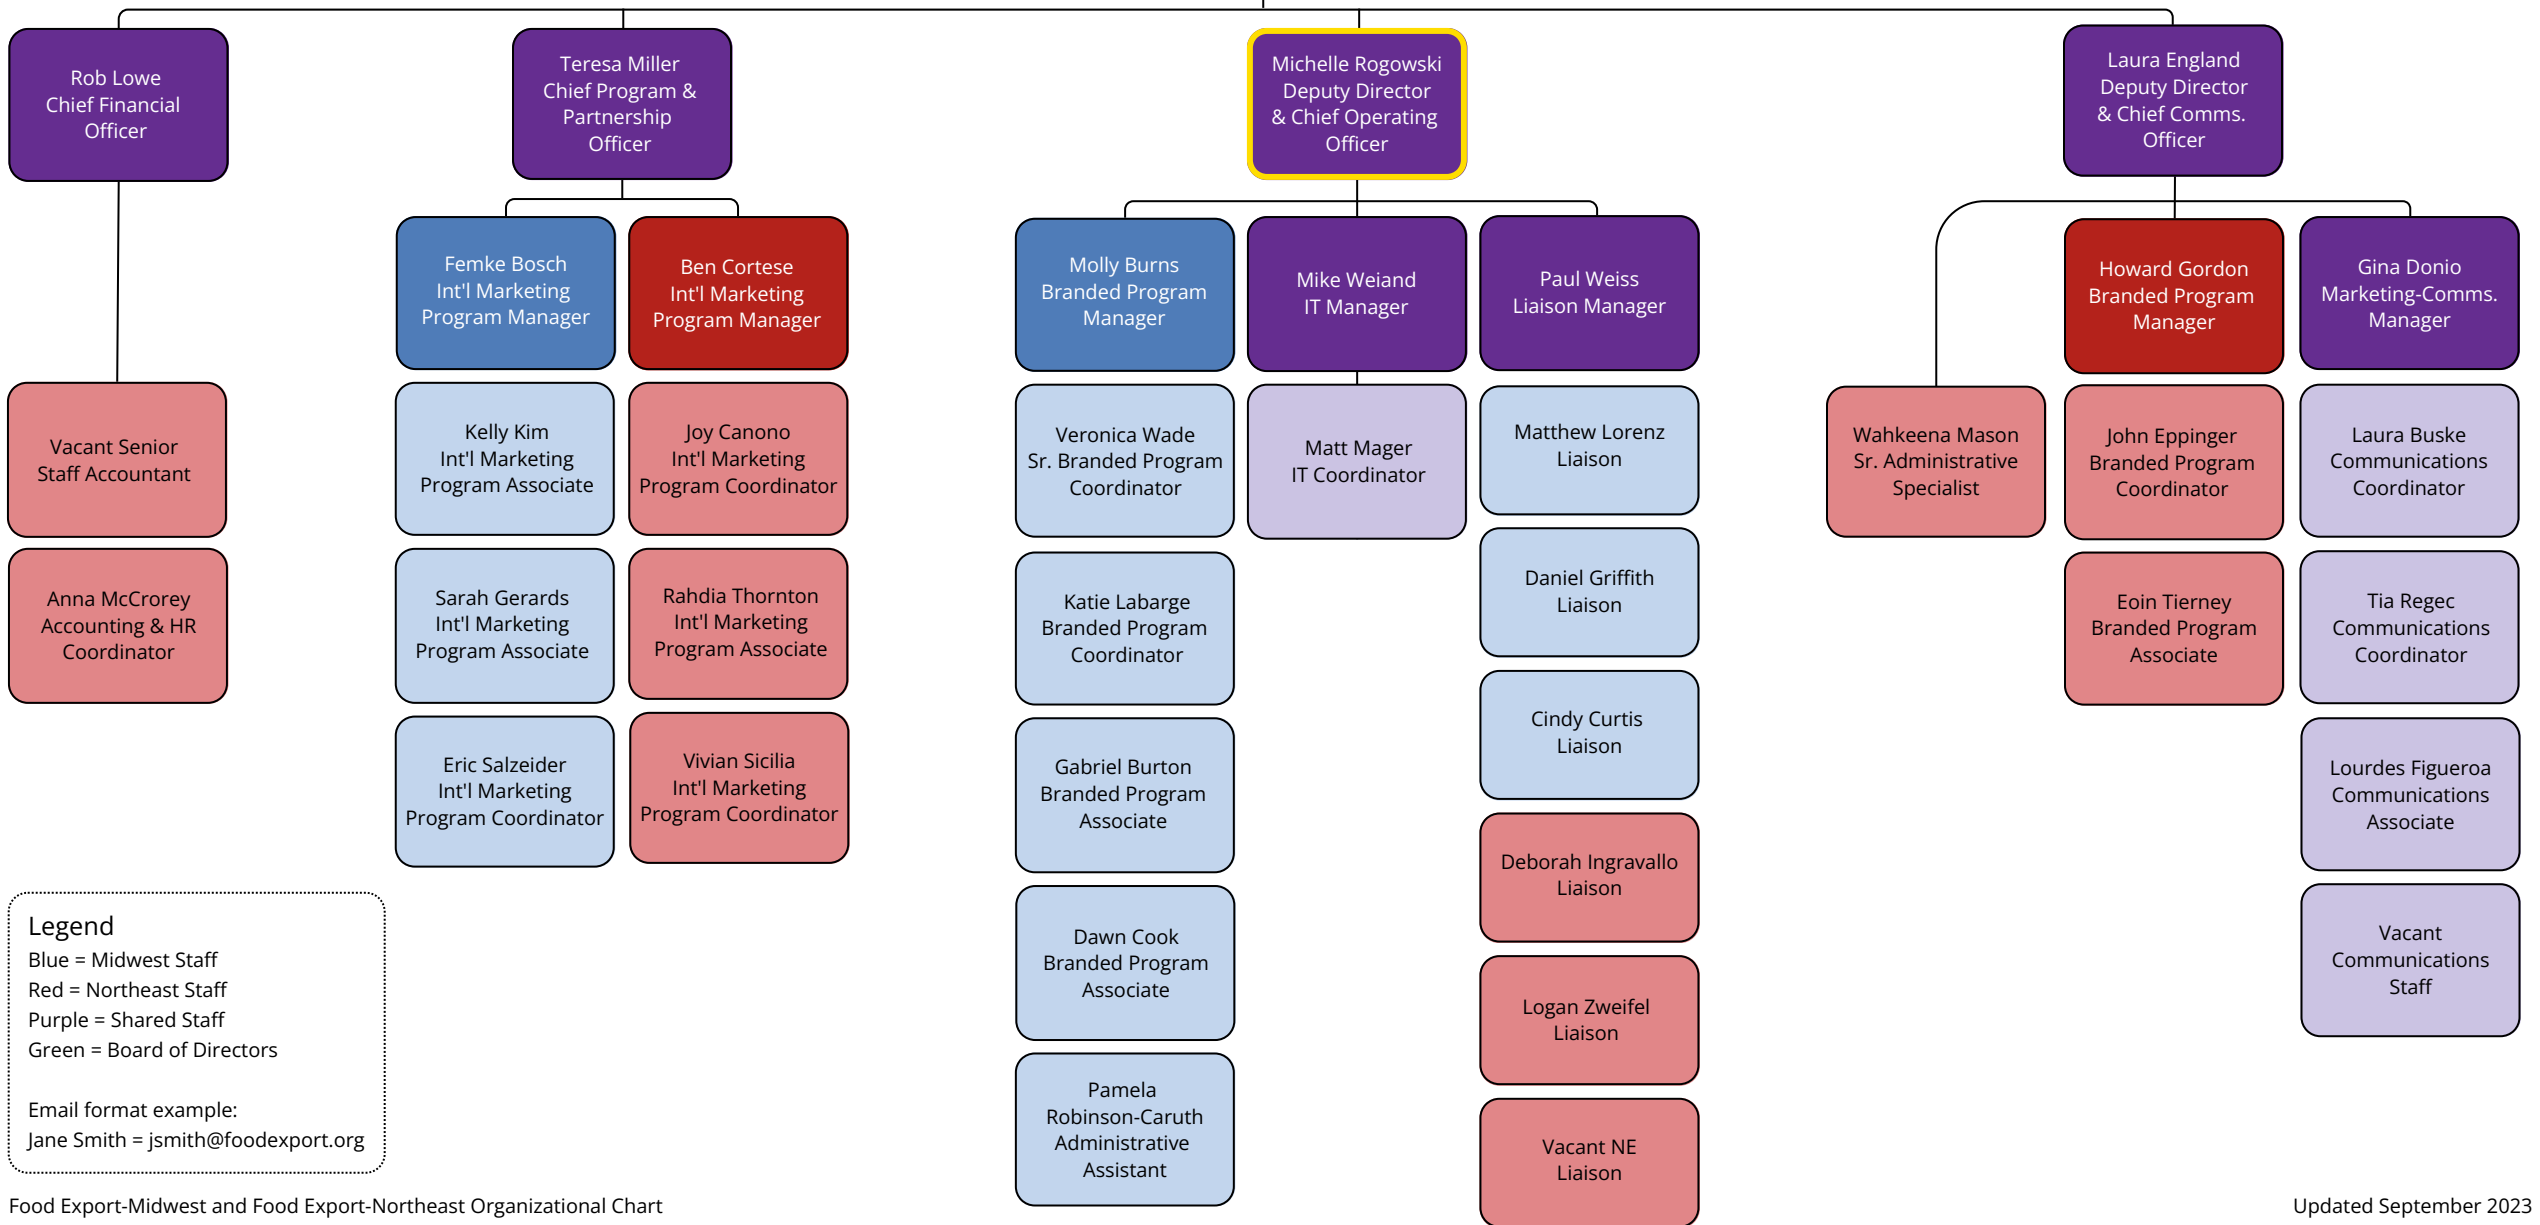 Rob Lowe
Chief Financial
Officer
Teresa Miller
Chief Program &
Partnership
Officer
Michelle Rogowski
Deputy Director
& Chief Operating
Officer
Laura England
Deputy Director
& Chief Comms.
Officer
Femke Bosch
Int'l Marketing
Program Manager
Ben Cortese
Int'l Marketing
Program Manager
Molly Burns
Branded Program
Manager
Mike Weiand
IT Manager
Paul Weiss
Liaison Manager
Howard Gordon
Branded Program
Manager
Gina Donio
Marketing-Comms.
Manager
Vacant Senior
Staff Accountant
Kelly Kim
Int'l Marketing
Program Associate
Joy Canono
Int'l Marketing
Program Coordinator
Veronica Wade
Sr. Branded Program
Coordinator
Matt Mager
IT Coordinator
Matthew Lorenz
Liaison
Wahkeena Mason
Sr. Administrative
Specialist
John Eppinger
Branded Program
Coordinator
Laura Buske
Communications
Coordinator
Anna McCrorey
Accounting & HR
Coordinator
Sarah Gerards
Int'l Marketing
Program Associate
Rahdia Thornton
Int'l Marketing
Program Associate
Katie Labarge
Branded Program
Coordinator
Daniel Griffith
Liaison
Eoin Tierney
Branded Program
Associate
Tia Regec
Communications
Coordinator
Eric Salzeider
Int'l Marketing
Program Coordinator
Vivian Sicilia
Int'l Marketing
Program Coordinator
Gabriel Burton
Branded Program
Associate
Cindy Curtis
Liaison
Lourdes Figueroa
Communications
Associate
Deborah Ingravallo
Liaison
Dawn Cook
Branded Program
Associate
Vacant
Communications
Staff
Logan Zweifel
Liaison
Pamela
Robinson-Caruth
Administrative
Assistant
Vacant NE
Liaison
Legend
Blue = Midwest Staff
Red = Northeast Staff
Purple = Shared Staff
Green = Board of Directors
Email format example:
Jane Smith = jsmith@foodexport.org
Food Export-Midwest and Food Export-Northeast Organizational Chart
Updated September 2023